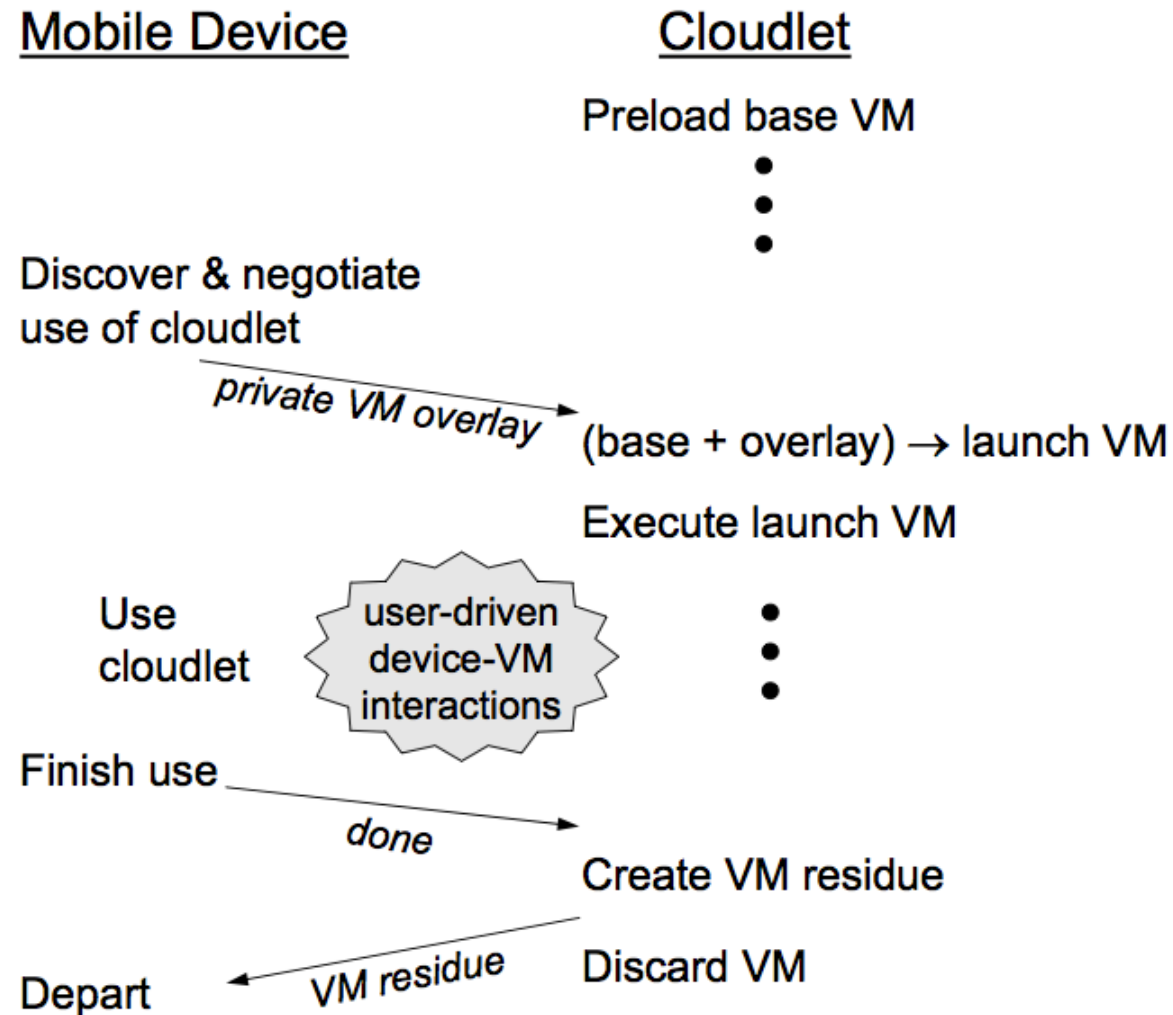 Mobile Device
Cloudlet
Preload base VM
Discover & negotiate
use of cloudlet
private VM overlay
(base + overlay) → launch VM
Execute launch VM
Use
cloudlet
user-driven
device-VM
interactions
Finish use
done
Create VM residue
VM residue
Discard VM
Depart